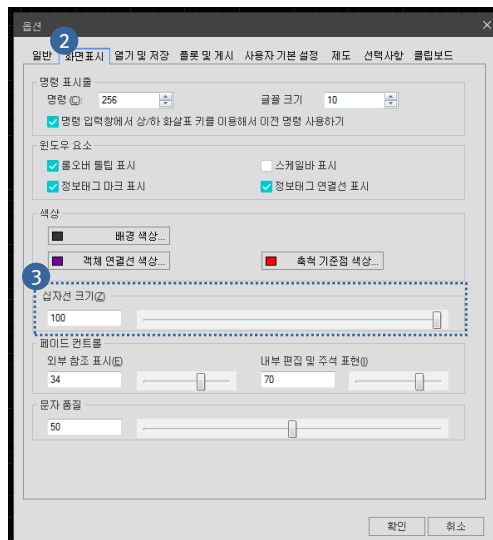 옵션
2
일반 화면표시 열기 및 저장 플롯 및 게시 사용자 기본 설정 제도 선택사항 클립보드
명령 표시줄
명령 (C): 256 글꼴 크기 10
명령 입력창에서 상/하 화살표 키를 이용해서 이전 명령 사용하기
윈도우 요소
롤오버 툴팁 표시 스케일바 표시
정보태그 마크 표시 정보태그 연결선 표시
색상
배경 색상...
객체 연결선 색상... 축척 기준점 색상...
3
십자선 크기(Z)
100
페이드 컨트롤
외부 참조 표시(E) 내부 편집 및 주석 표현(I)
34 70
문자 품질
50
확인 취소